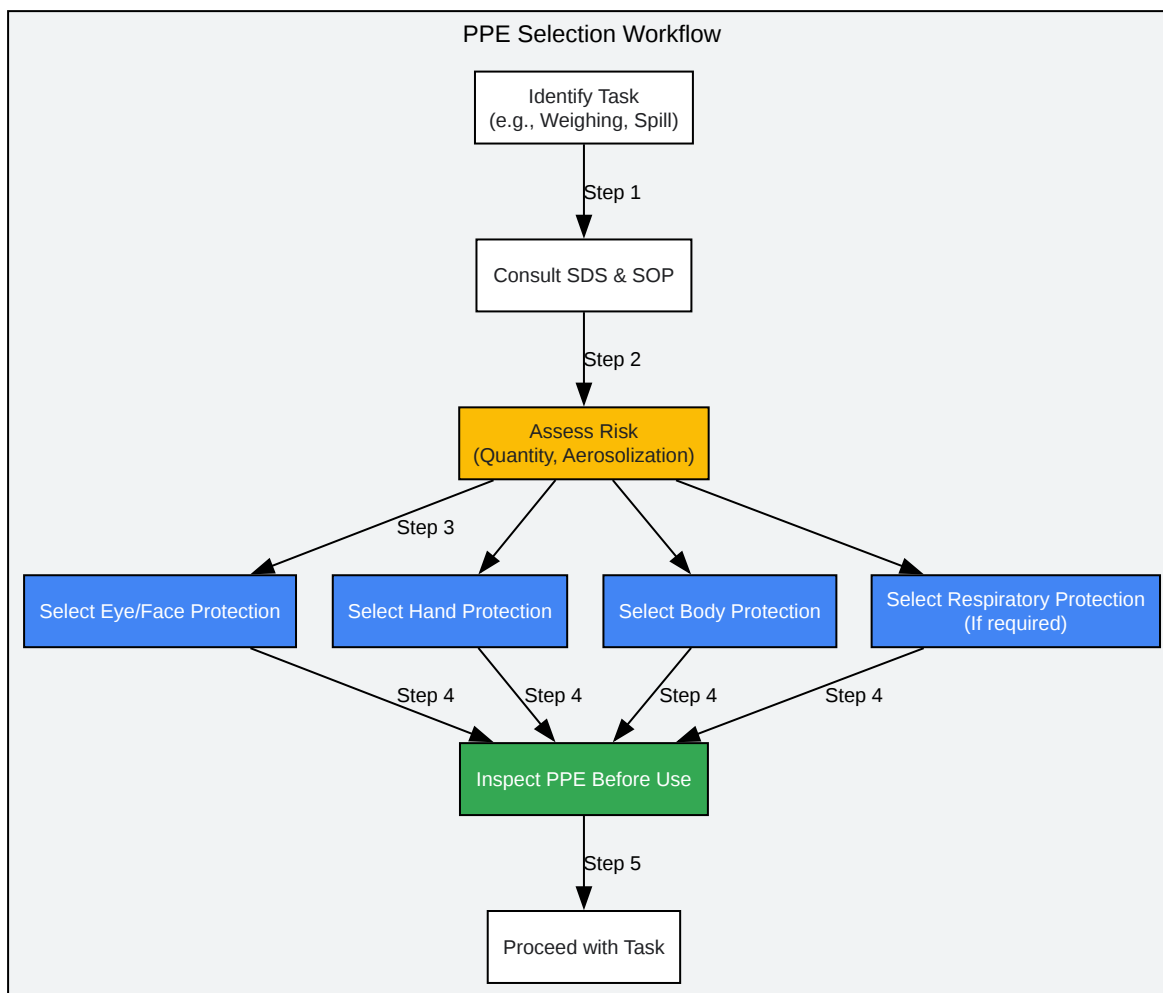 PPE Selection Workflow
Identify Task
(e.g., Weighing, Spill)
Step 1
Consult SDS & SOP
Step 2
Assess Risk
(Quantity, Aerosolization)
Step 3
Select Eye/Face Protection
Select Hand Protection
Select Body Protection
Select Respiratory Protection
(If required)
Step 4
Step 4
Step 4
Step 4
Inspect PPE Before Use
Step 5
Proceed with Task